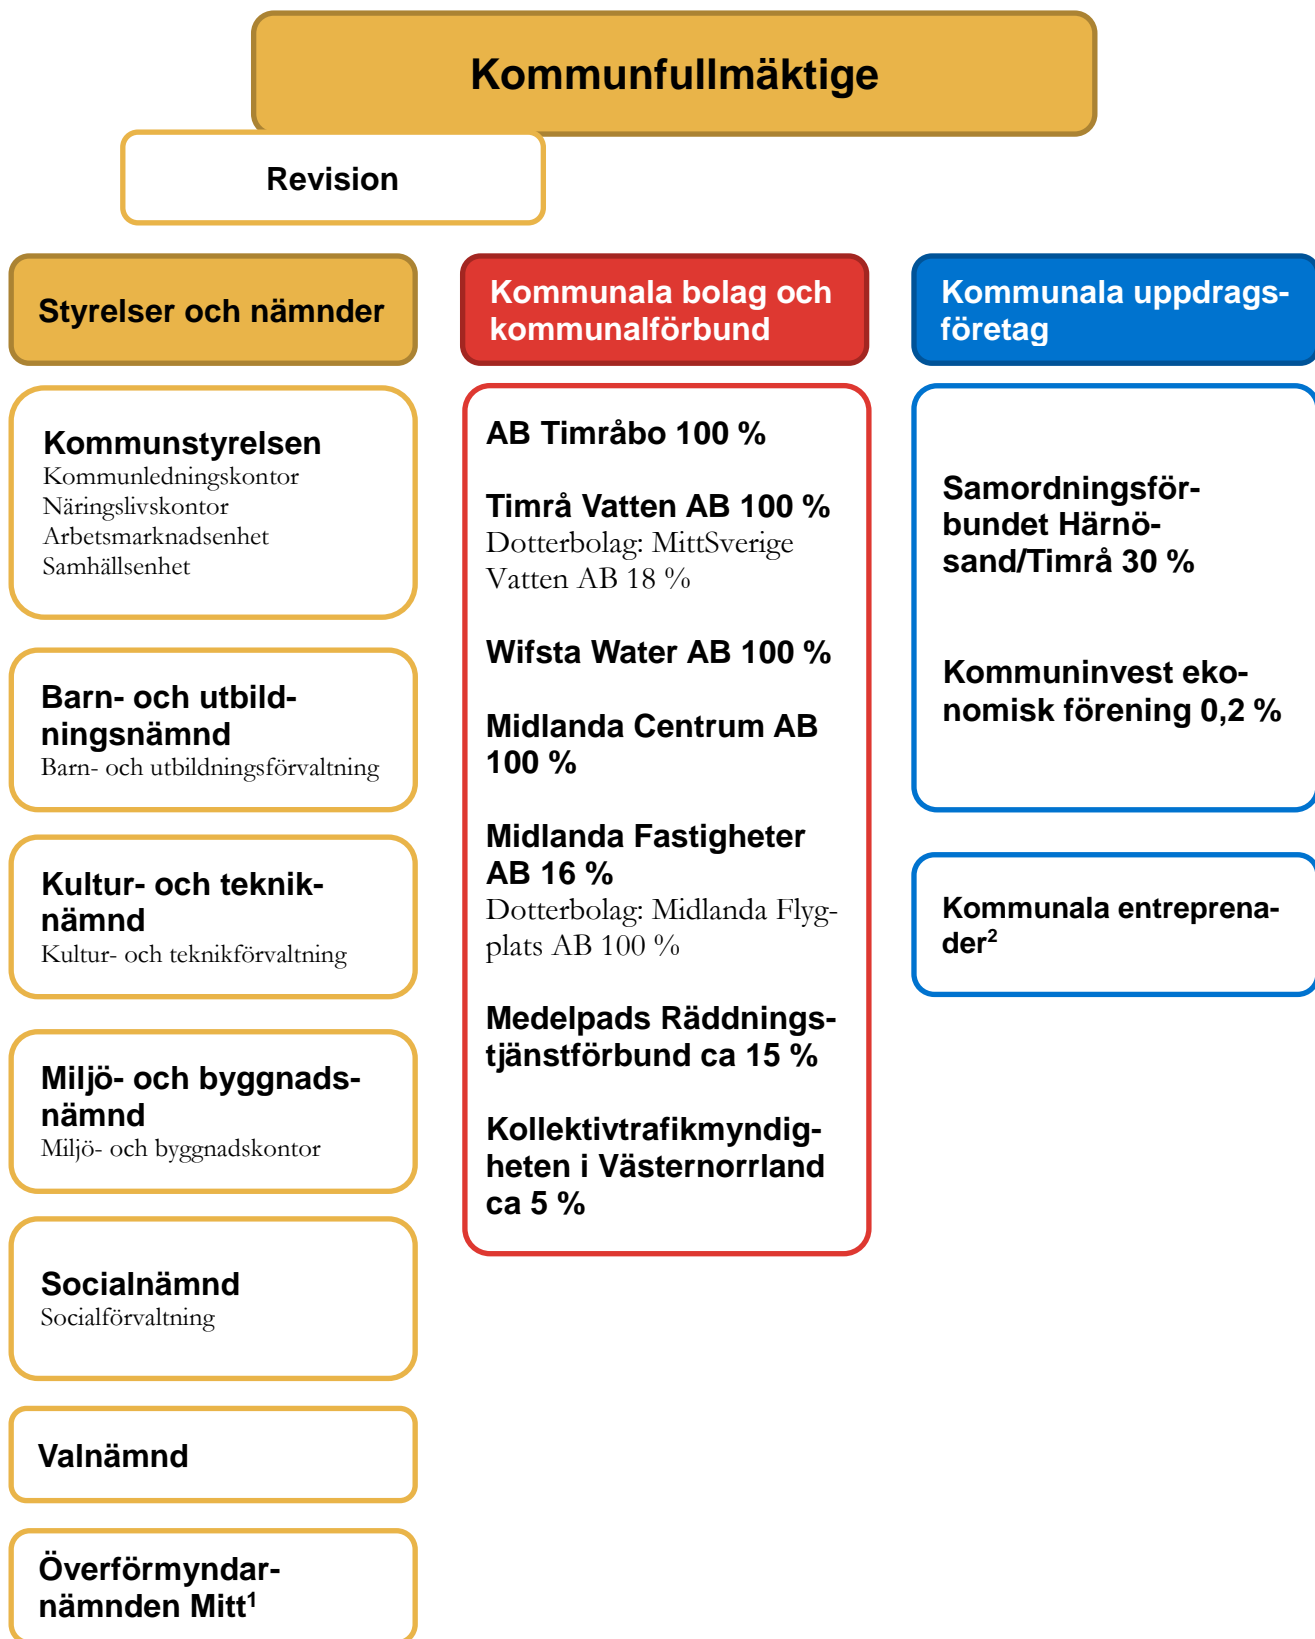 Kommunfullmäktige
Revision
Styrelser och nämnder
Kommunstyrelsen
Kommunledningskontor
Näringslivskontor
Arbetsmarknadsenhet
Samhällsenhet
Barn- och utbild-
ningsnämnd
Barn- och utbildningsförvaltning
Kultur- och teknik-
nämnd
Kultur- och teknikförvaltning
Miljö- och byggnads-
nämnd
Miljö- och byggnadskontor
Socialnämnd
Socialförvaltning
Valnämnd
Överförmyndar-
nämnden Mitt¹
Kommunala bolag och
kommunalförbund
AB Timråbo 100 %
Timrå Vatten AB 100 %
Dotterbolag: MittSverige
Vatten AB 18 %
Wifsta Water AB 100 %
Midlanda Centrum AB
100 %
Midlanda Fastigheter
AB 16 %
Dotterbolag: Midlanda Flyg-
plats AB 100 %
Medelpads Räddnings-
tjänstförbund ca 15 %
Kollektivtrafikmyndig-
heten i Västernorrland
ca 5 %
Kommunala uppdrags-
företag
Samordningsför-
bundet Härnö-
sand/Timrå 30 %
Kommuninvest eko-
nomisk förening 0,2 %
Kommunala entreprena-
der²